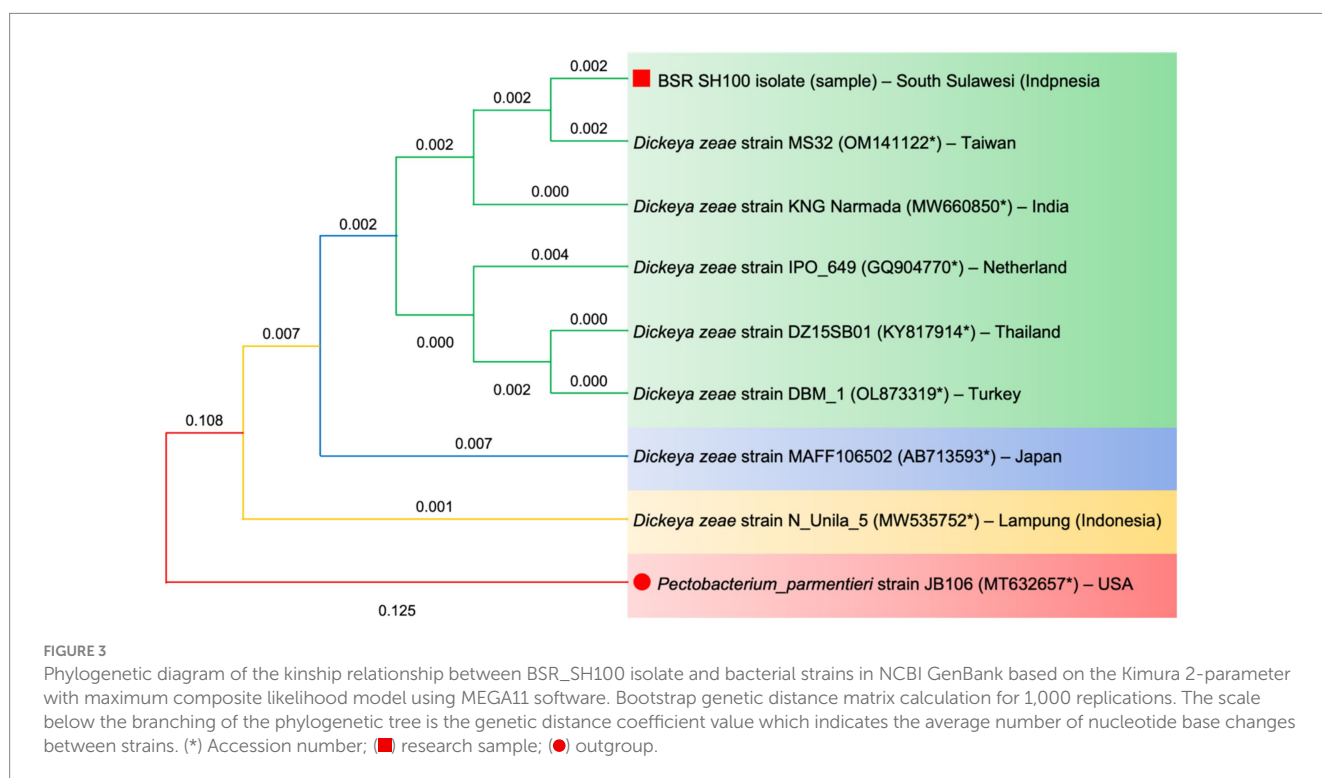 0.002
BSR SH100 isolate (sample) – South Sulawesi (Indpnesia
0.002
0.002
Dickeya zeae strain MS32 (OM141122*) – Taiwan
0.002
0.000
Dickeya zeae strain KNG Narmada (MW660850*) – India
0.002
0.004
Dickeya zeae strain IPO_649 (GQ904770*) – Netherland
0.007
0.000
0.000
Dickeya zeae strain DZ15SB01 (KY817914*) – Thailand
0.002
0.000
Dickeya zeae strain DBM_1 (OL873319*) – Turkey
0.108
0.007
Dickeya zeae strain MAFF106502 (AB713593*) – Japan
0.001
Dickeya zeae strain N_Unila_5 (MW535752*) – Lampung (Indonesia)
Pectobacterium_parmentieri strain JB106 (MT632657*) – USA
0.125
FIGURE 3
Phylogenetic diagram of the kinship relationship between BSR_SH100 isolate and bacterial strains in NCBI GenBank based on the Kimura 2-parameter
with maximum composite likelihood model using MEGA11 software. Bootstrap genetic distance matrix calculation for 1,000 replications. The scale
below the branching of the phylogenetic tree is the genetic distance coefficient value which indicates the average number of nucleotide base changes
between strains. (*) Accession number; (■) research sample; (●) outgroup.